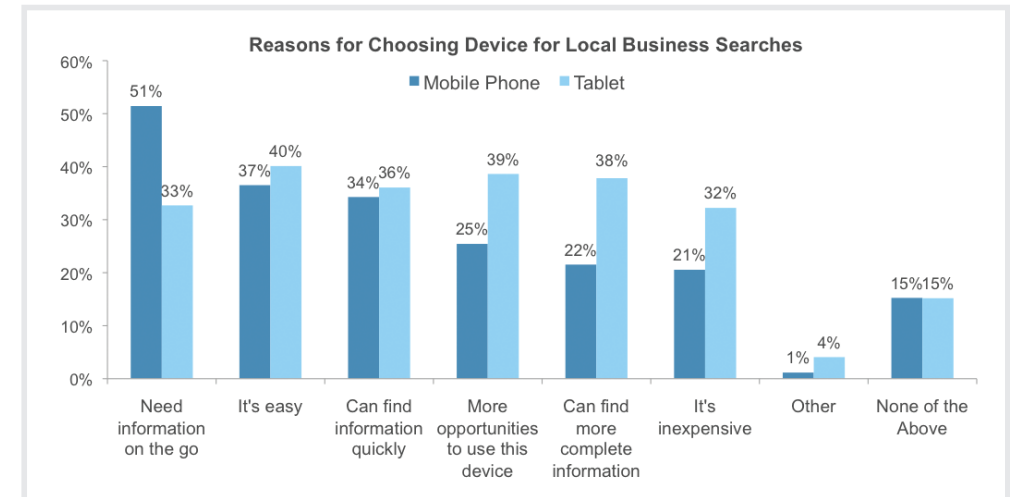 Reasons for Choosing Device for Local Business Searches
Mobile Phone Tablet
60%
50%
40%
30%
20%
10%
0%
51%
33%
37%
40%
34%
36%
25%
39%
22%
38%
21%
32%
1%
4%
15%
15%
Need
information
on the go
It's easy
Can find
information
quickly
More
opportunities
to use this
device
Can find
more
complete
information
It's
inexpensive
Other
None of the
Above